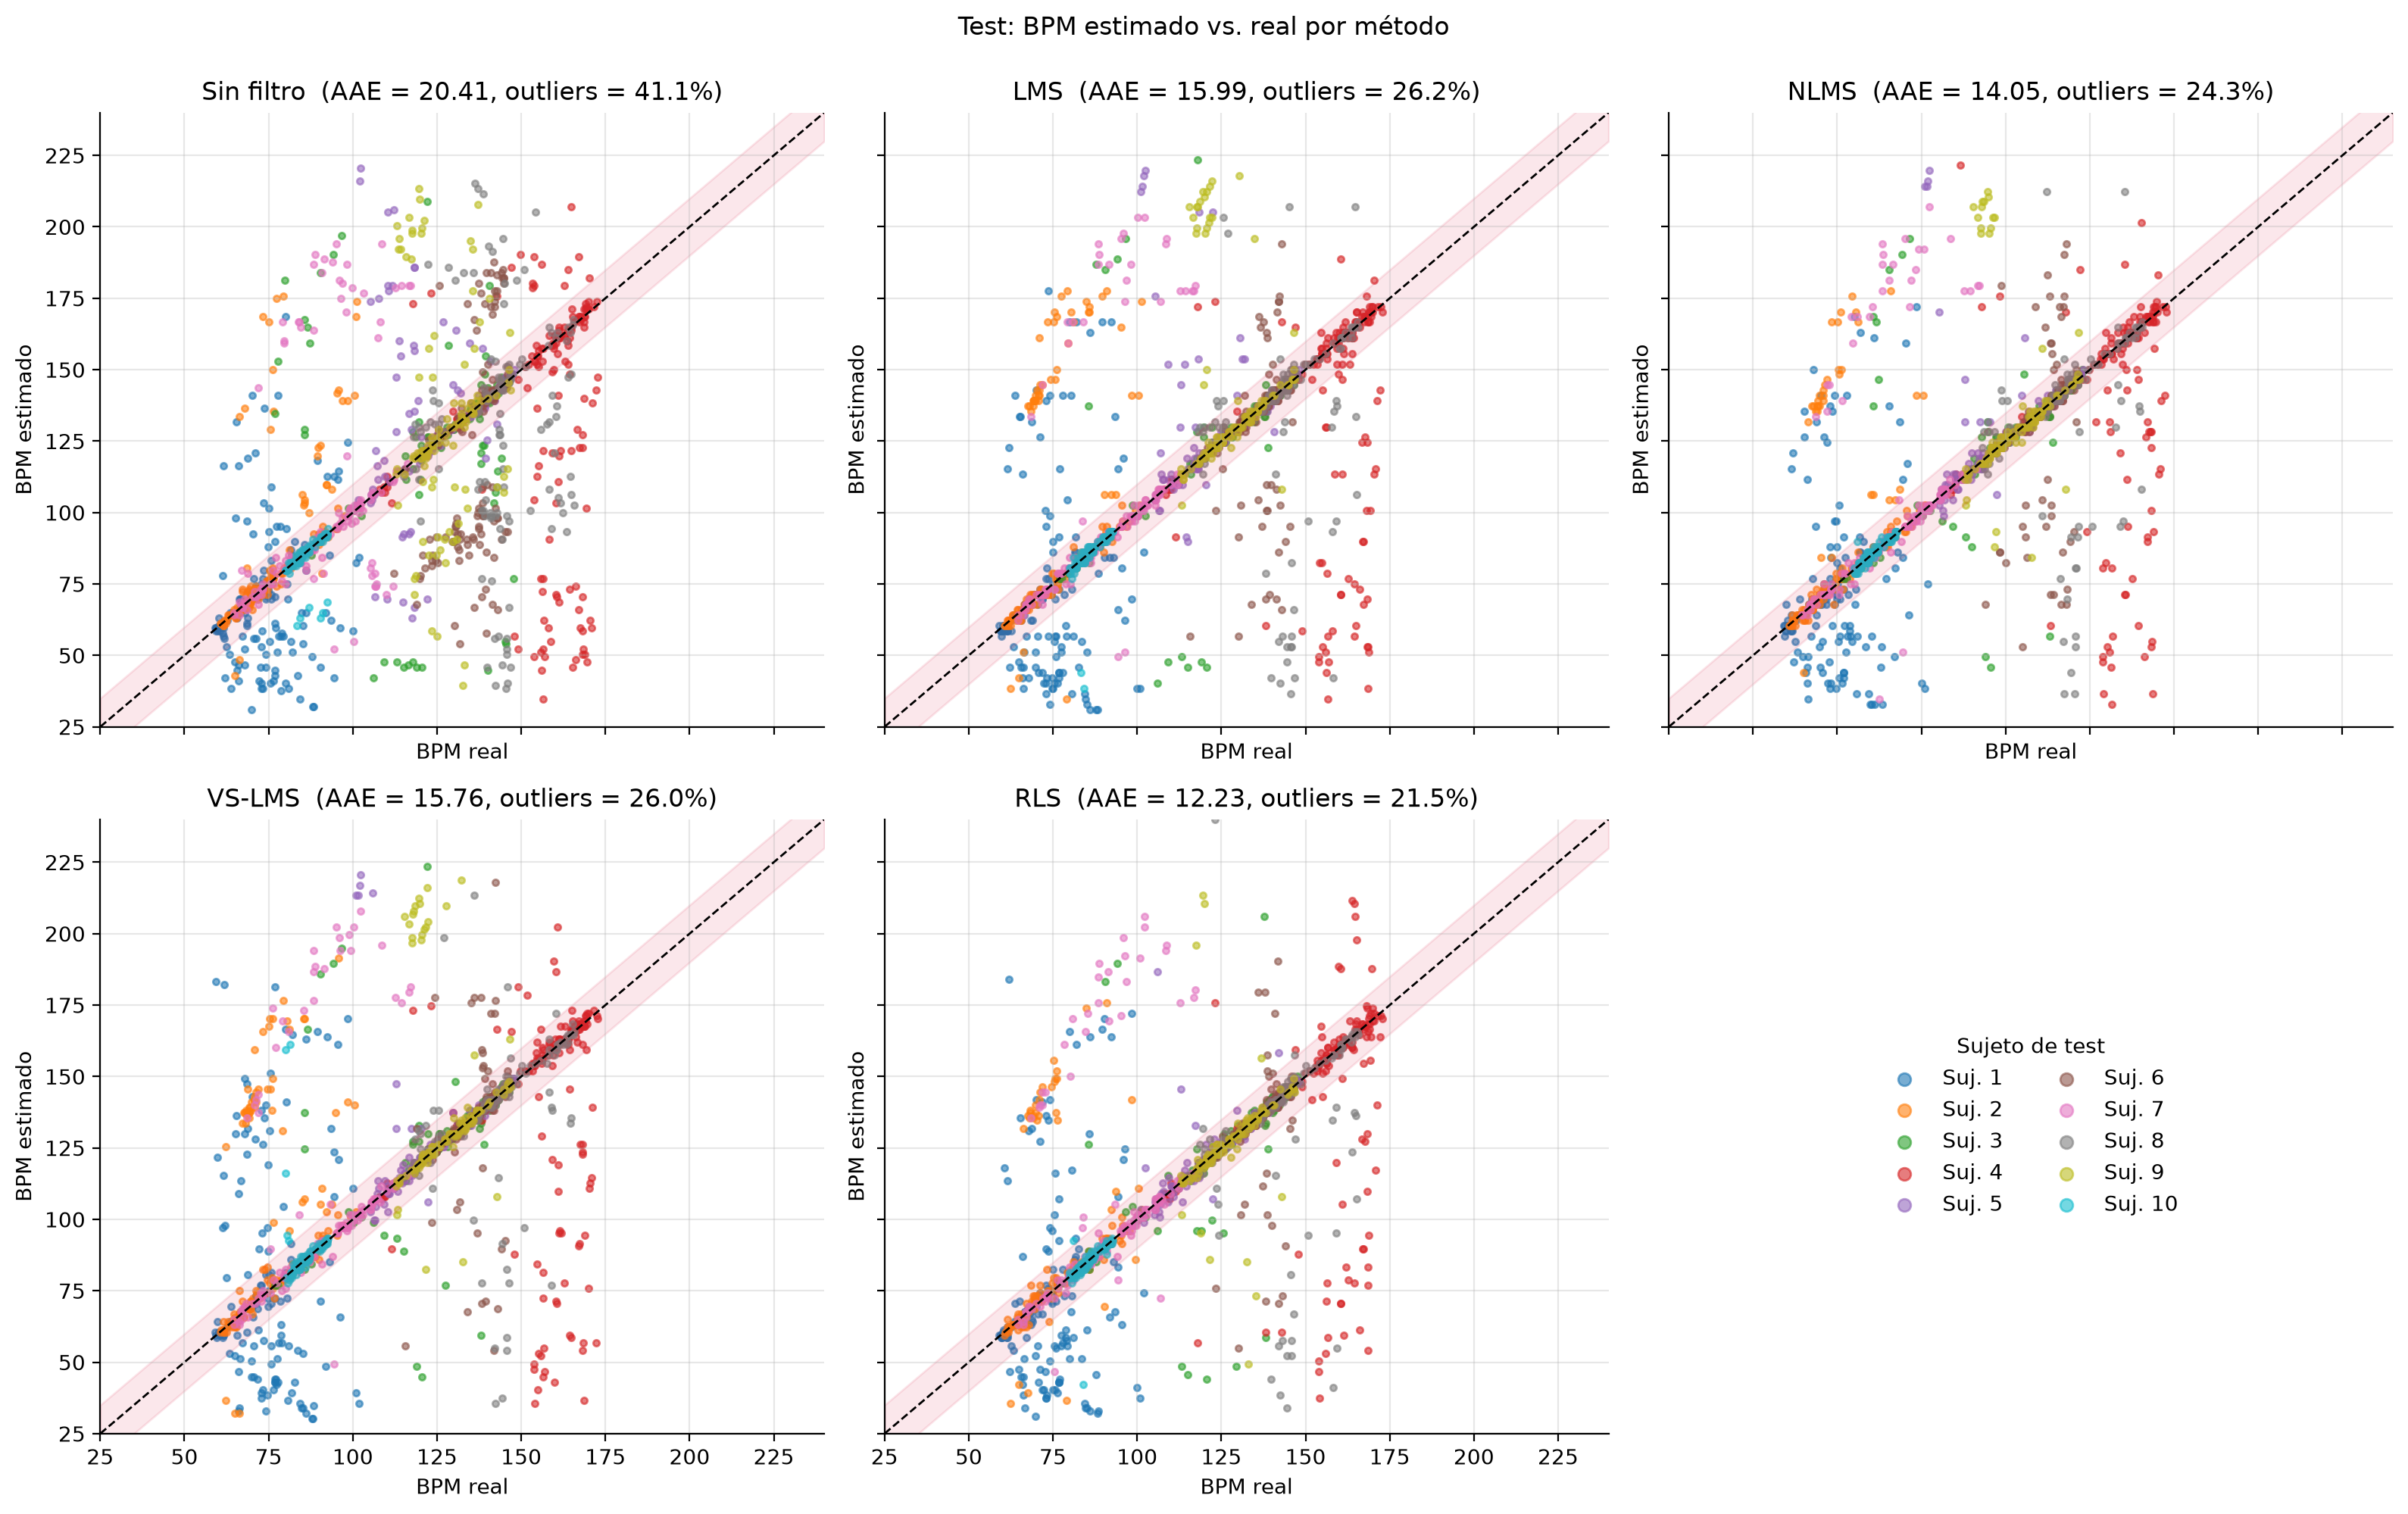 Test: BPM estimado vs. real por método
Sin filtro  (AAE = 20.41, outliers = 41.1%)
225
200
175
150
125
100
75
50
25
BPM estimado
BPM real
LMS  (AAE = 15.99, outliers = 26.2%)
BPM estimado
BPM real
NLMS  (AAE = 14.05, outliers = 24.3%)
BPM estimado
BPM real
VS-LMS  (AAE = 15.76, outliers = 26.0%)
225
200
175
150
125
100
75
50
25
BPM estimado
25 50 75 100 125 150 175 200 225
BPM real
RLS  (AAE = 12.23, outliers = 21.5%)
BPM estimado
25 50 75 100 125 150 175 200 225
BPM real
Sujeto de test
Suj. 1
Suj. 2
Suj. 3
Suj. 4
Suj. 5
Suj. 6
Suj. 7
Suj. 8
Suj. 9
Suj. 10